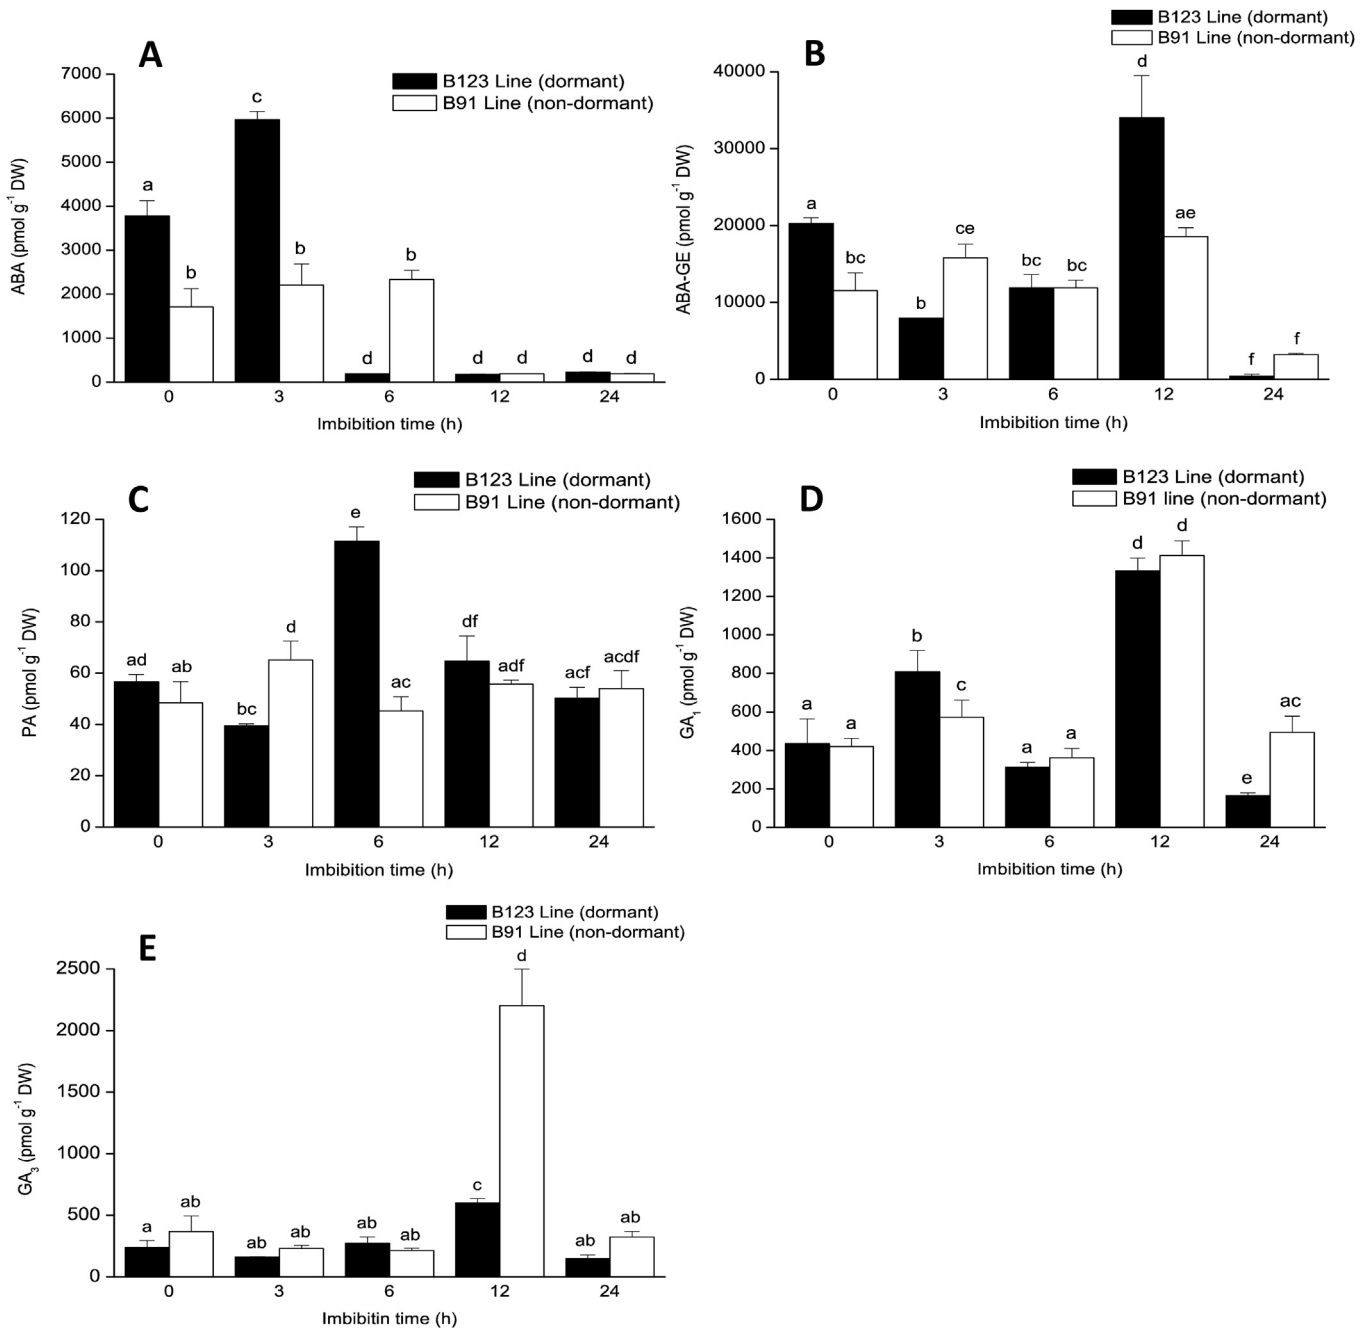 A
B123 Line (dormant)
B91 Line (non-dormant)
ABA (pmol g⁻¹ DW)
7000
6000
5000
4000
3000
2000
1000
0
a b c b d b d d d d
0 3 6 12 24
Imbibition time (h)
B
B123 Line (dormant)
B91 Line (non-dormant)
ABA-GE (pmol g⁻¹ DW)
40000
30000
20000
10000
0
a bc b ce bc bc d ae f f
0 3 6 12 24
Imbibition time (h)
C
B123 Line (dormant)
B91 Line (non-dormant)
PA (pmol g⁻¹ DW)
120
100
80
60
40
20
0
ad ab bc d e ac df adf acf acdf
0 3 6 12 24
Imbibition time (h)
D
B123 Line (dormant)
B91 line (non-dormant)
GA₁ (pmol g⁻¹ DW)
1600
1400
1200
1000
800
600
400
200
0
a a b c a a d d e ac
0 3 6 12 24
Imbibition time (h)
E
B123 Line (dormant)
B91 Line (non-dormant)
GA₃ (pmol g⁻¹ DW)
2500
2000
1500
1000
500
0
a ab ab ab ab ab c d ab ab
0 3 6 12 24
Imbibitin time (h)